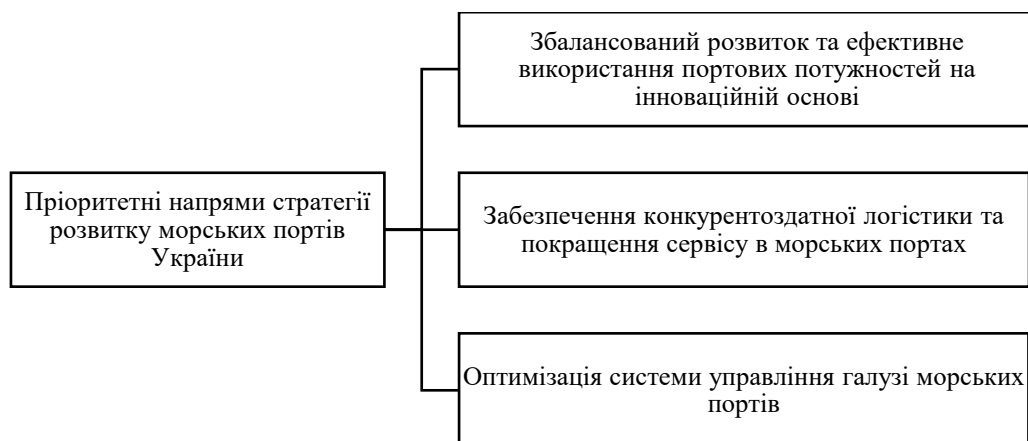 Збалансований розвиток та ефективне
використання портових потужностей на
інноваційній основі
Пріоритетні напрями стратегії
розвитку морських портів
України
Забезпечення конкурентоздатної логістики та
покращення сервісу в морських портах
Оптимізація системи управління галузі морських
портів